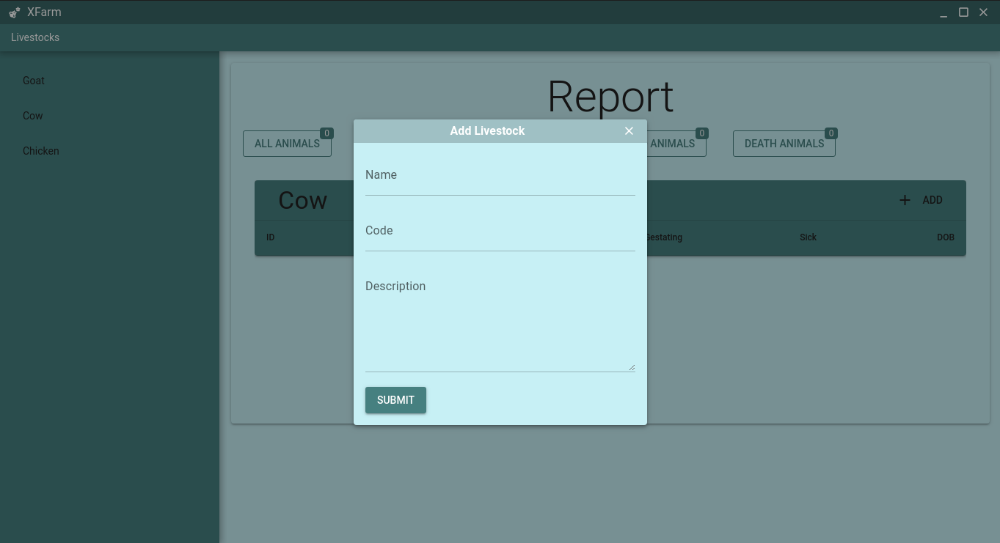 XFarm
Livestocks
Goat
Cow
Chicken
Report
ALL ANIMALS 0
ANIMALS 0
DEATH ANIMALS 0
Add Livestock
Name
Code
Description
SUBMIT
Cow
ADD
ID
Gestating
Sick
DOB